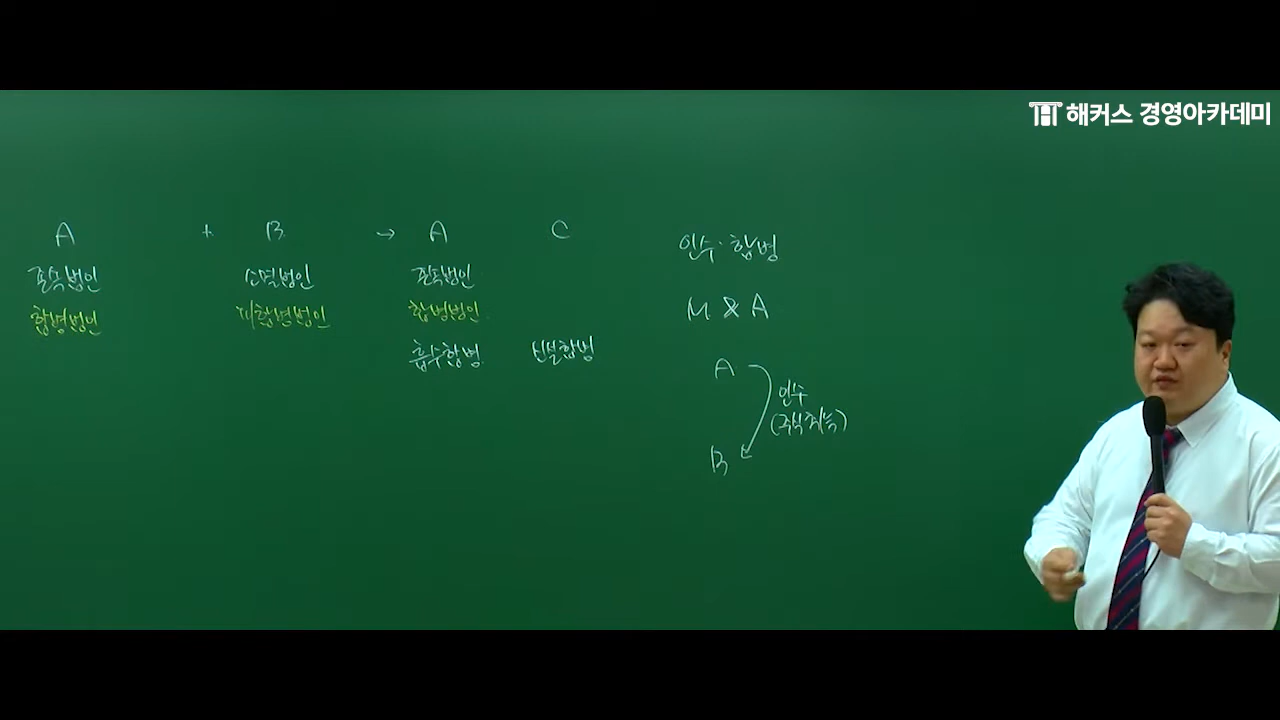 해커스 경영아카데미
A + B → A C
존속법인 소멸법인 존속법인
합병법인 피합병법인 합병법인
흡수합병 신설합병
인수·합병
M & A
A
인수
(주식취득)
B